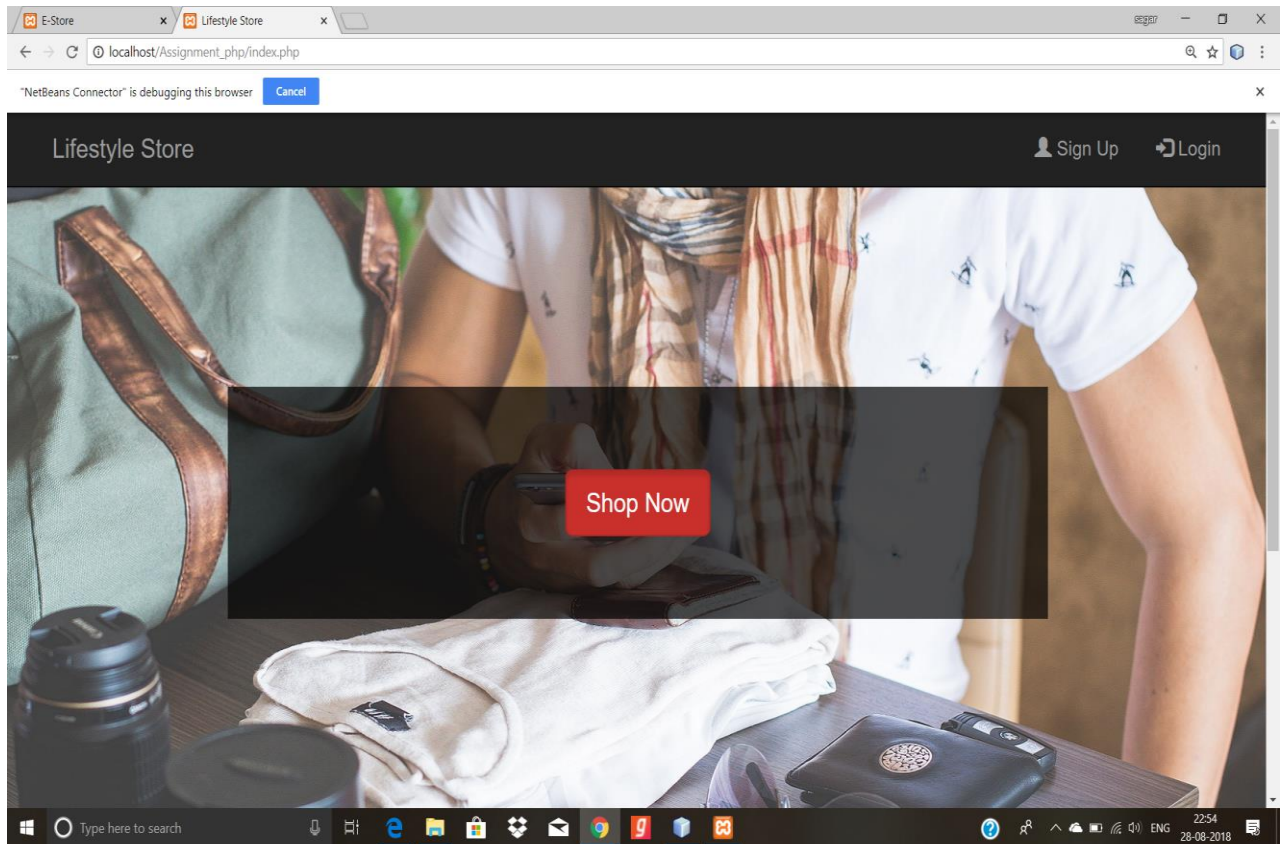 E-Store
Lifestyle Store
sagar
localhost/Assignment_php/index.php
"NetBeans Connector" is debugging this browser Cancel
Lifestyle Store Sign Up Login
Shop Now
Type here to search
ENG
22:54
28-08-2018